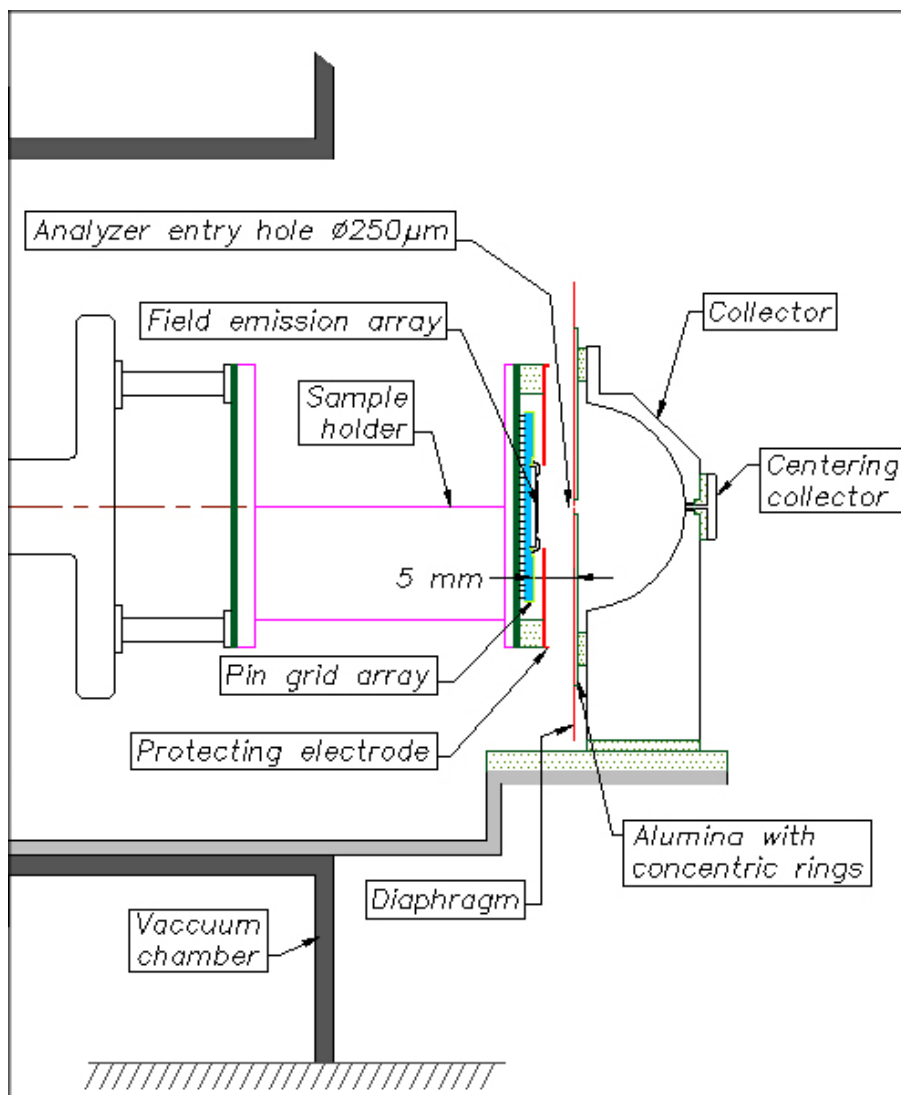 Analyzer entry hole Ø250µm
Field emission array
Collector
Sample
holder
Centering
collector
5 mm
Pin grid array
Protecting electrode
Alumina with
concentric rings
Diaphragm
Vaccuum
chamber